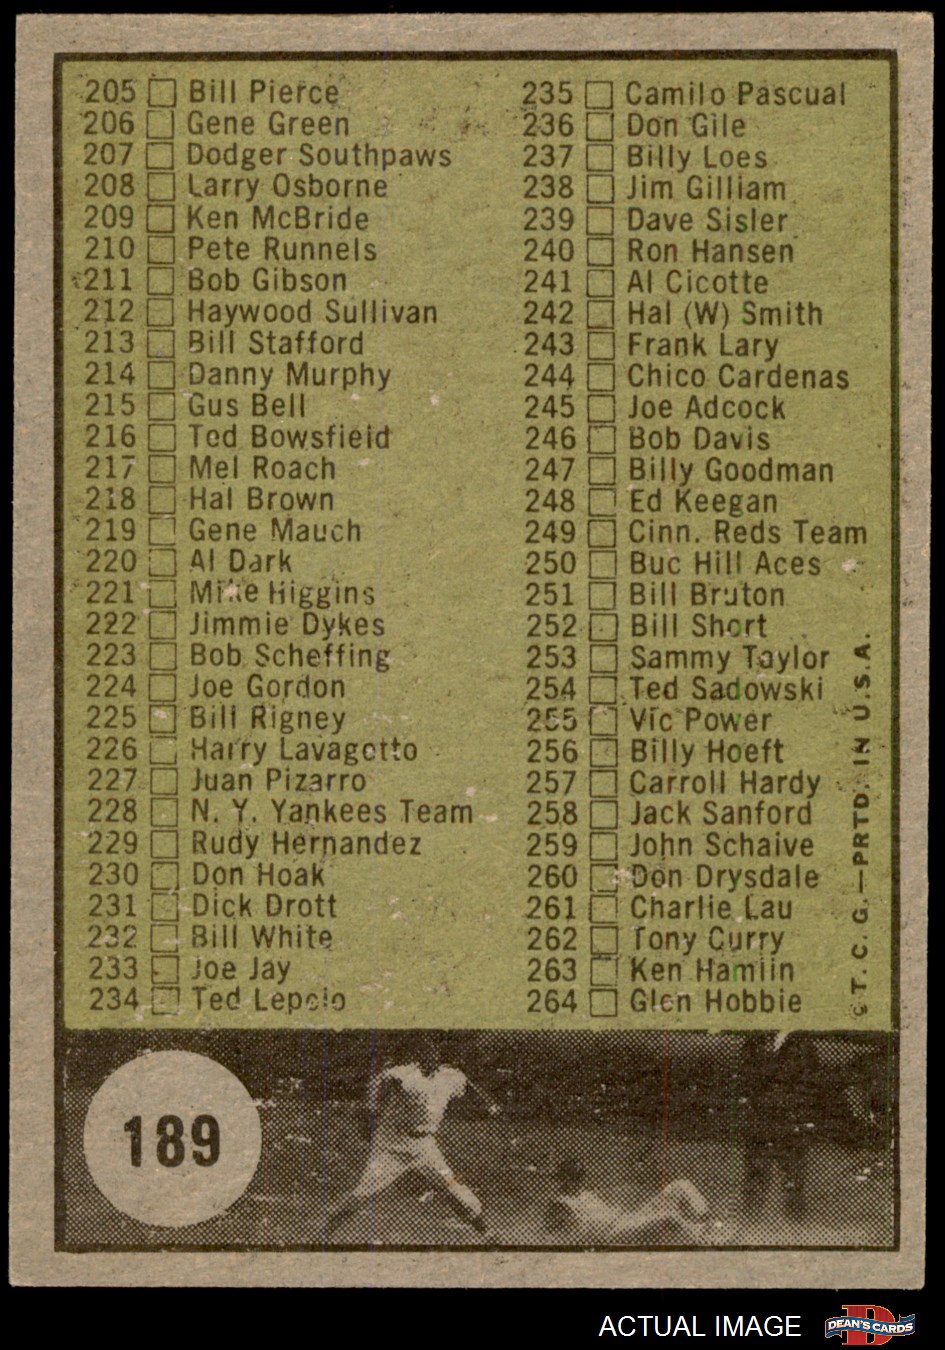 205 Bill Pierce
206 Gene Green
207 Dodger Southpaws
208 Larry Osborne
209 Ken McBride
210 Pete Runnels
211 Bob Gibson
212 Haywood Sullivan
213 Bill Stafford
214 Danny Murphy
215 Gus Bell
216 Ted Bowsfield
217 Mel Roach
218 Hal Brown
219 Gene Mauch
220 Al Dark
221 Mike Higgins
222 Jimmie Dykes
223 Bob Scheffing
224 Joe Gordon
225 Bill Rigney
226 Harry Lavagetto
227 Juan Pizarro
228 N. Y. Yankees Team
229 Rudy Hernandez
230 Don Hoak
231 Dick Drott
232 Bill White
233 Joe Jay
234 Ted Lepcio
235 Camilo Pascual
236 Don Gile
237 Billy Loes
238 Jim Gilliam
239 Dave Sisler
240 Ron Hansen
241 Al Cicotte
242 Hal (W) Smith
243 Frank Lary
244 Chico Cardenas
245 Joe Adcock
246 Bob Davis
247 Billy Goodman
248 Ed Keegan
249 Cinn. Reds Team
250 Buc Hill Aces
251 Bill Bruton
252 Bill Short
253 Sammy Taylor
254 Ted Sadowski
255 Vic Power
256 Billy Hoeft
257 Carroll Hardy
258 Jack Sanford
259 John Schaive
260 Don Drysdale
261 Charlie Lau
262 Tony Curry
263 Ken Hamlin
264 Glen Hobbie
© T. C. G.—PRTD. IN U.S.A.
189
ACTUAL IMAGE
D
DEAN'S CARDS